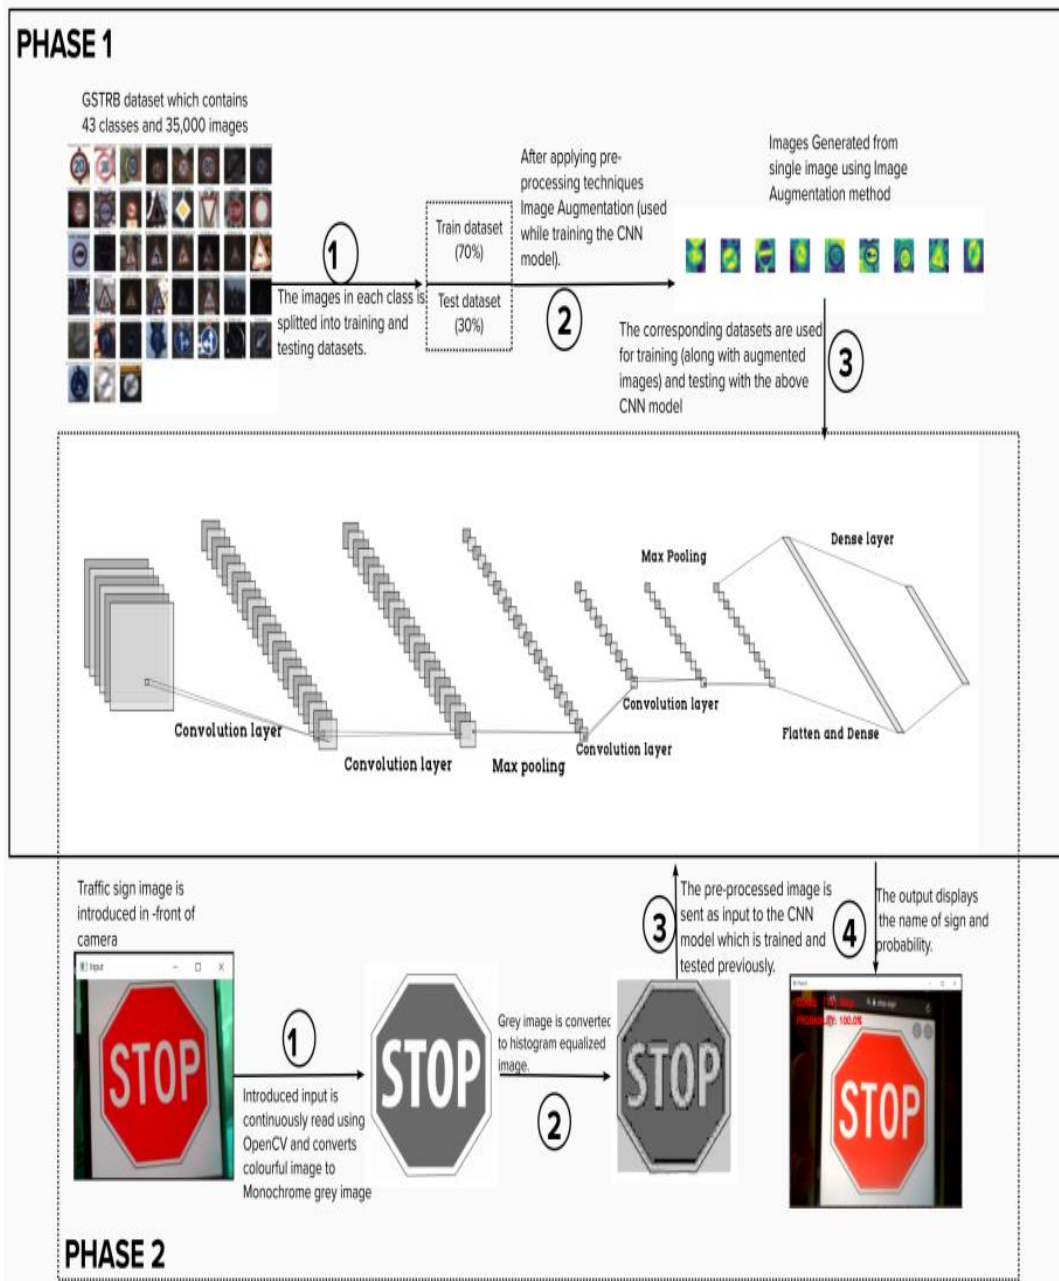 PHASE 1
GSTRB dataset which contains
43 classes and 35,000 images
1
The images in each class is
splitted into training and
testing datasets.
Train dataset
(70%)
Test dataset
(30%)
After applying pre-
processing techniques
Image Augmentation (used
while training the CNN
model).
2
Images Generated from
single image using Image
Augmentation method
The corresponding datasets are used
for training (along with augmented
images) and testing with the above
CNN model
3
Convolution layer
Convolution layer
Max pooling
Convolution layer
Convolution layer
Max Pooling
Flatten and Dense
Dense layer
Traffic sign image is
introduced in -front of
camera
Input
STOP
1
Introduced input is
continuously read using
OpenCV and converts
colourful image to
Monochrome grey image
STOP
Grey image is converted
to histogram equalized
image.
2
STOP
3
The pre-processed image is
sent as input to the CNN
model which is trained and
tested previously.
4
The output displays
the name of sign and
probability.
PROBABILITY: 100.0%
STOP
PHASE 2